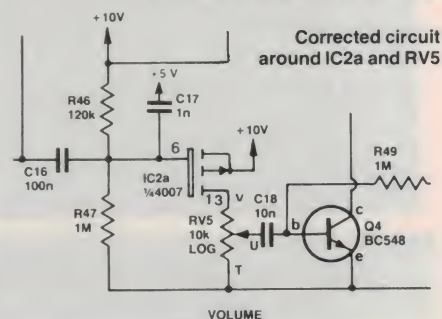 Corrected circuit
around IC2a and RV5
+10V
+5 V
R46
120k
C17
1n
+10V
6
C16
100n
IC2a
¼4007
13
V
C18
10n
R49
1M
R47
1M
RV5
10k
LOG
U
b
c
Q4
BC548
e
T
VOLUME